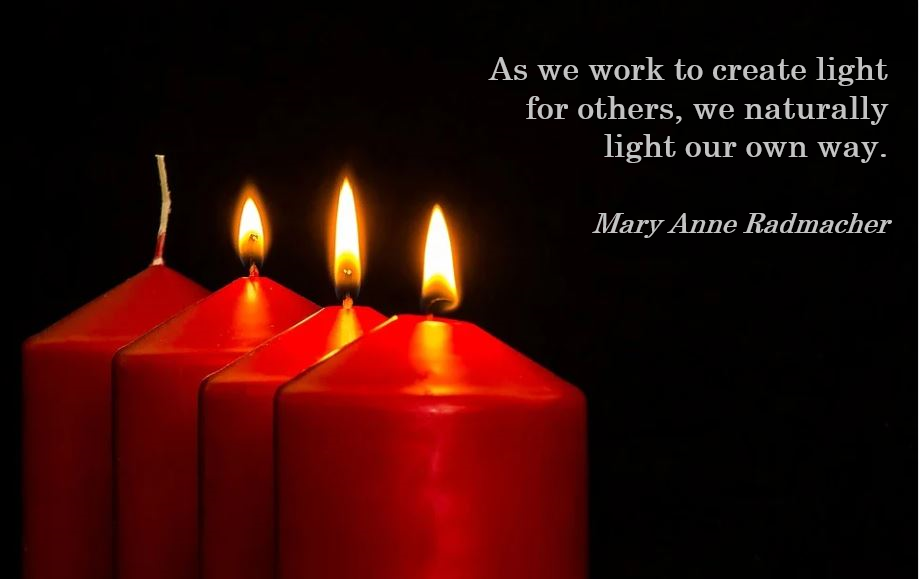 As we work to create light
for others, we naturally
light our own way.
Mary Anne Radmacher